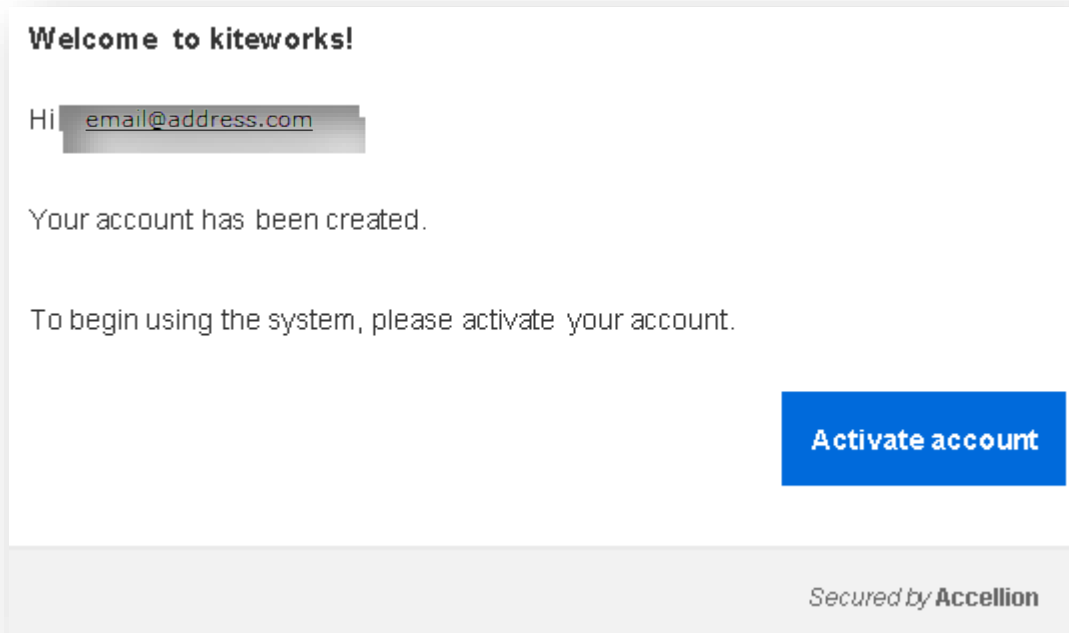 Welcome to kiteworks!
Hi email@address.com
Your account has been created.
To begin using the system, please activate your account.
Activate account
Secured by Accellion